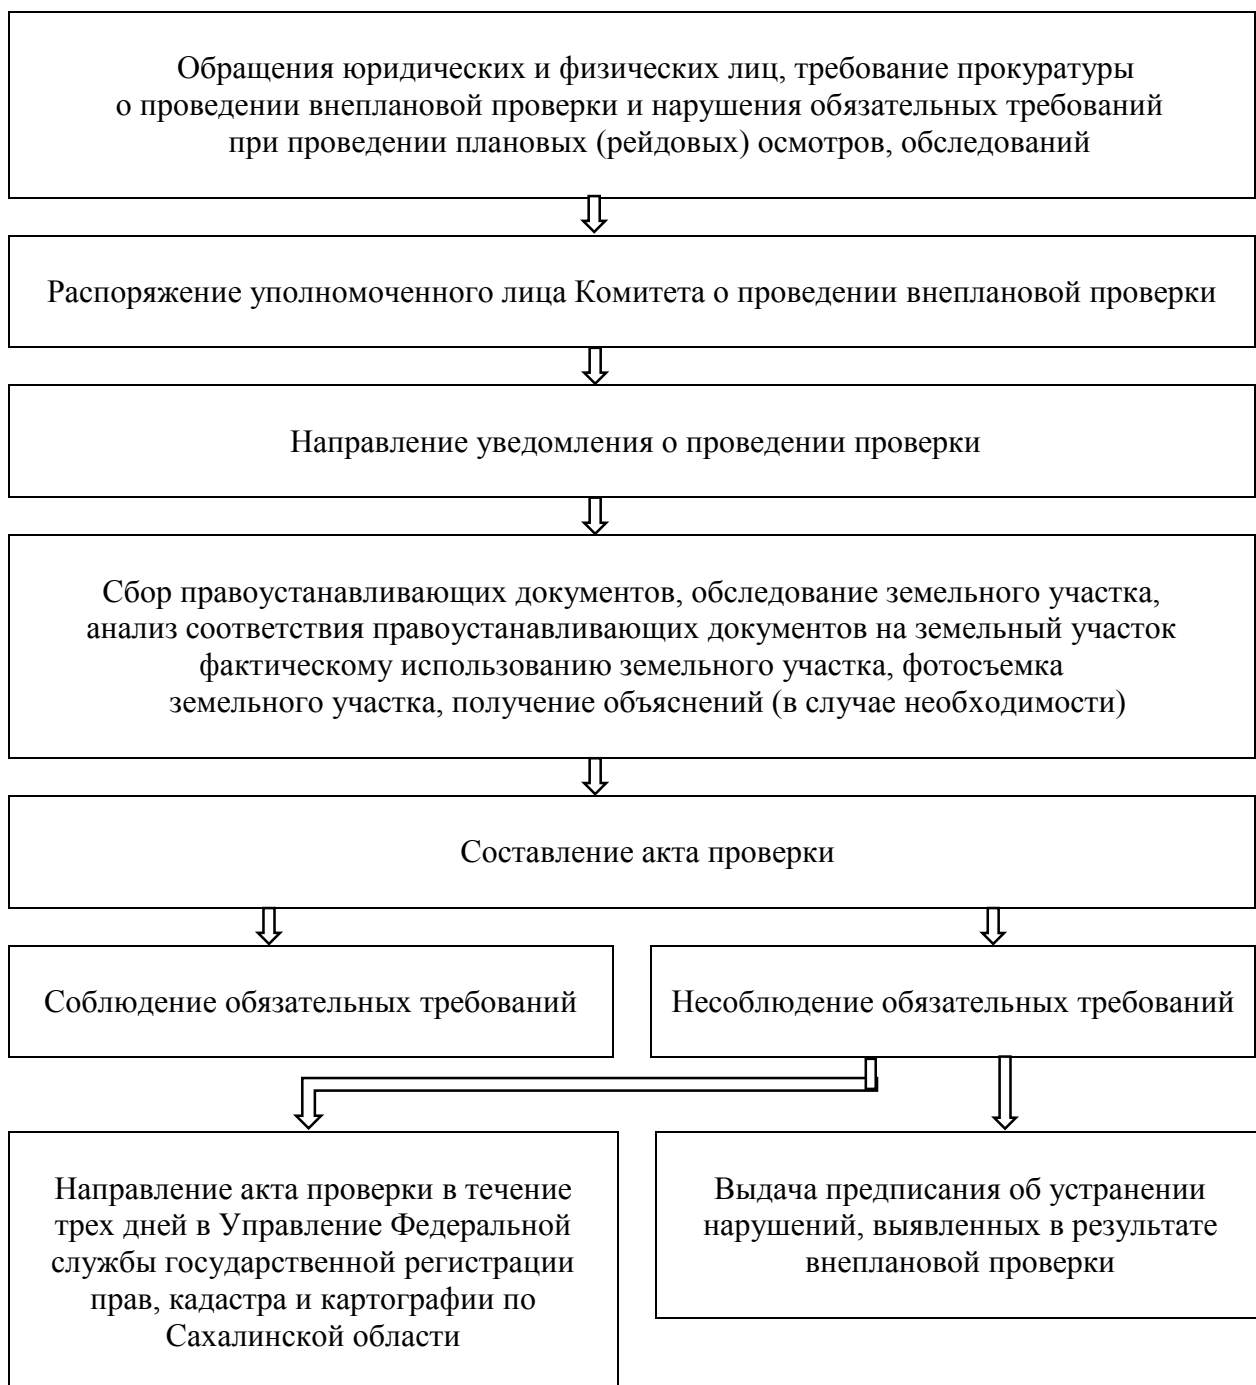 Обращения юридических и физических лиц, требование прокуратуры
о проведении внеплановой проверки и нарушения обязательных требований
при проведении плановых (рейдовых) осмотров, обследований
Распоряжение уполномоченного лица Комитета о проведении внеплановой проверки
Направление уведомления о проведении проверки
Сбор правоустанавливающих документов, обследование земельного участка,
анализ соответствия правоустанавливающих документов на земельный участок
фактическому использованию земельного участка, фотосъемка
земельного участка, получение объяснений (в случае необходимости)
Составление акта проверки
Соблюдение обязательных требований
Несоблюдение обязательных требований
Направление акта проверки в течение
трех дней в Управление Федеральной
службы государственной регистрации
прав, кадастра и картографии по
Сахалинской области
Выдача предписания об устранении
нарушений, выявленных в результате
внеплановой проверки